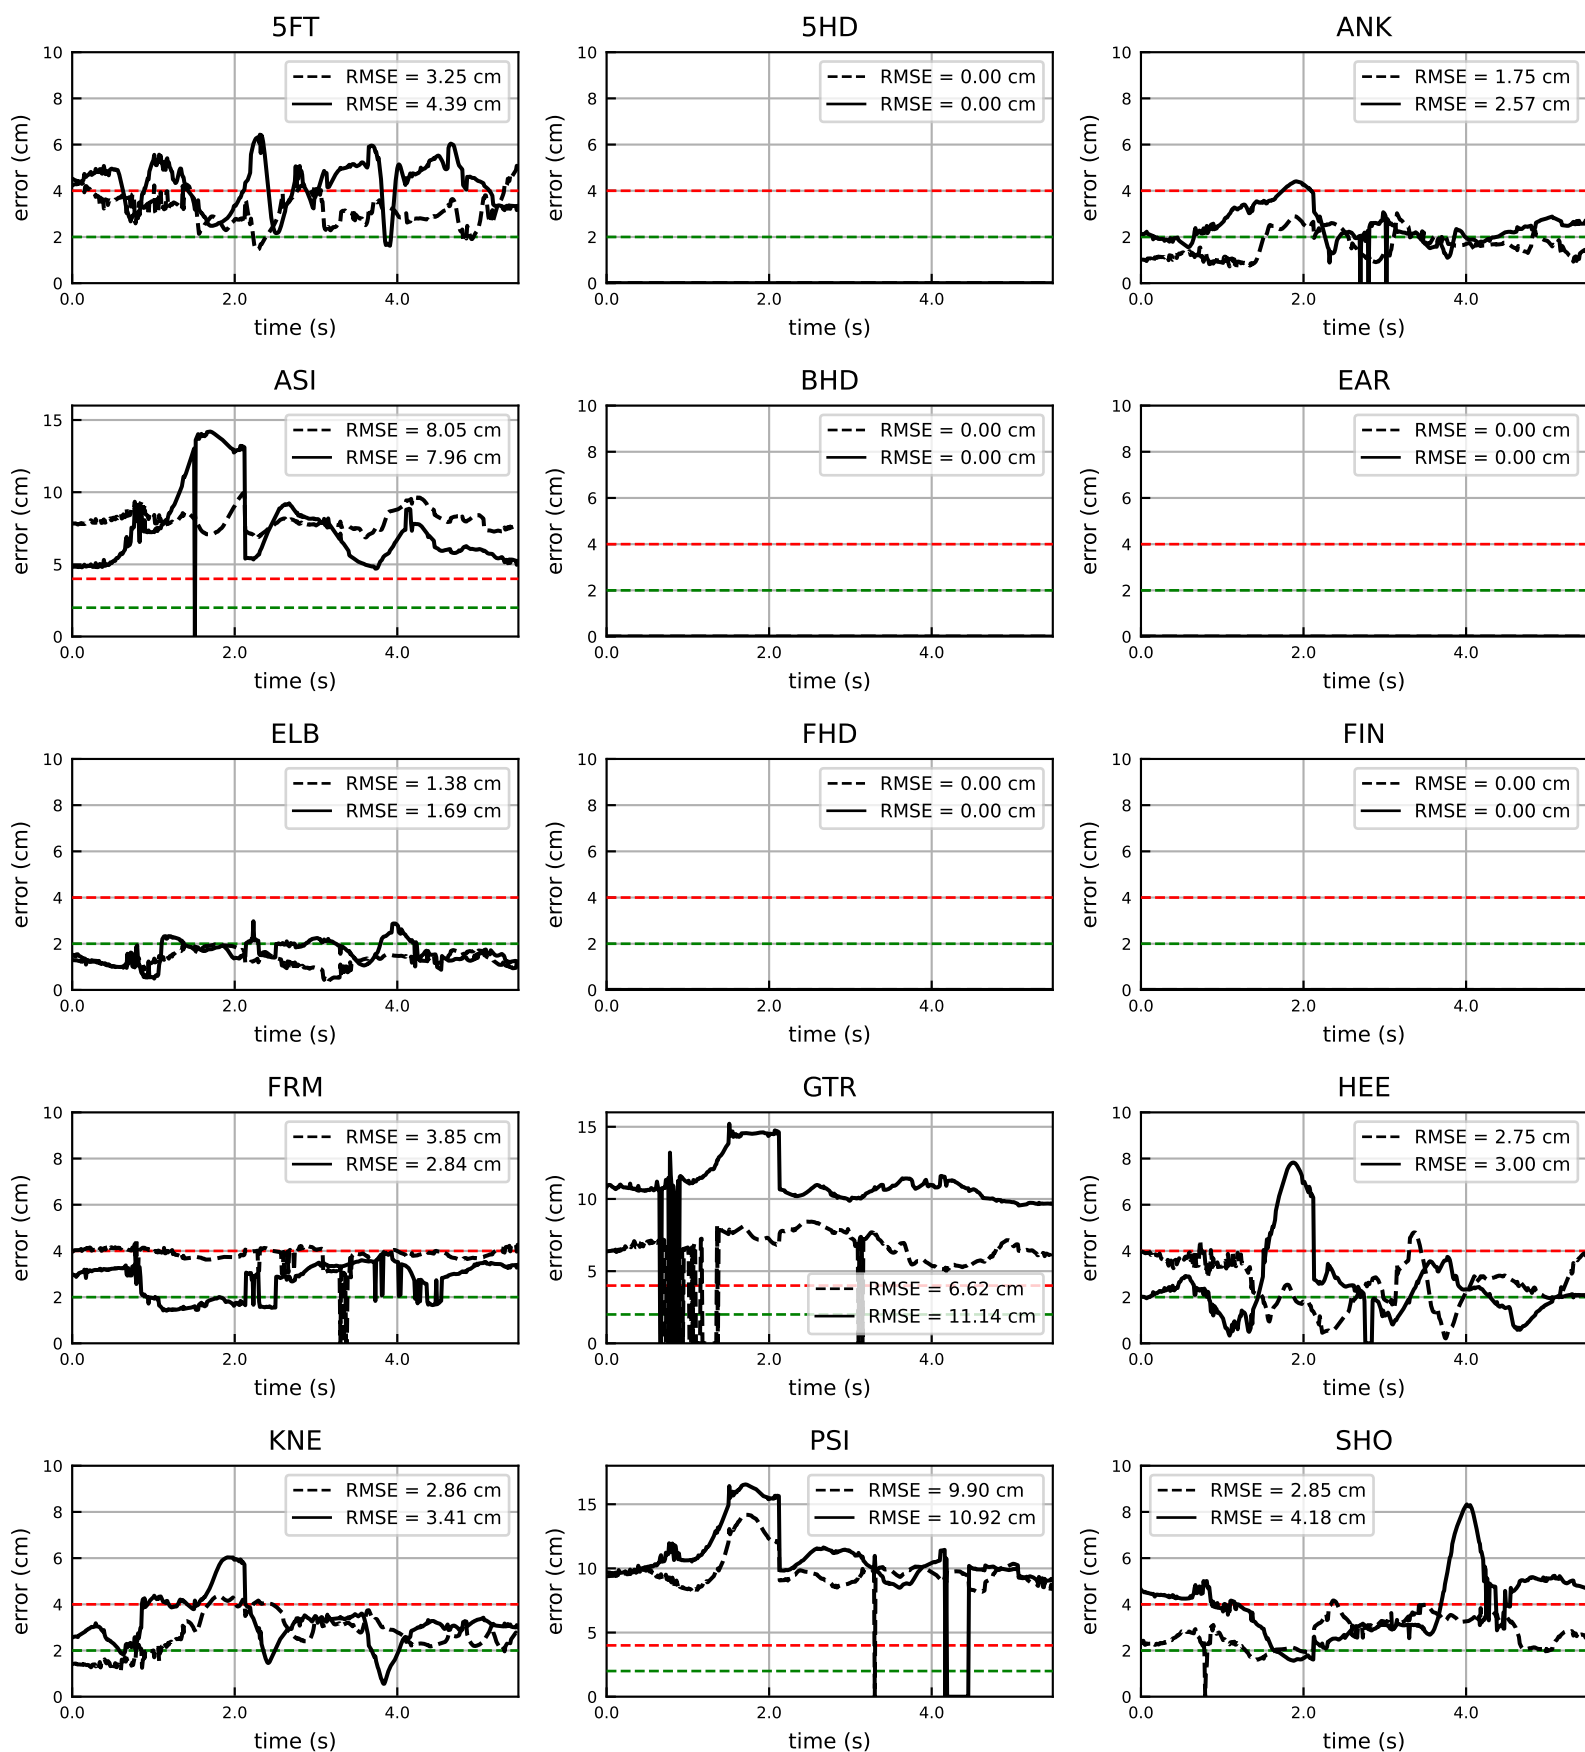 5FT
10
8
6
4
2
0
error (cm)
0.0 2.0 4.0
time (s)
RMSE = 3.25 cm
RMSE = 4.39 cm
5HD
10
8
6
4
2
0
error (cm)
0.0 2.0 4.0
time (s)
RMSE = 0.00 cm
RMSE = 0.00 cm
ANK
10
8
6
4
2
0
error (cm)
0.0 2.0 4.0
time (s)
RMSE = 1.75 cm
RMSE = 2.57 cm
ASI
15
10
5
0
error (cm)
0.0 2.0 4.0
time (s)
RMSE = 8.05 cm
RMSE = 7.96 cm
BHD
10
8
6
4
2
0
error (cm)
0.0 2.0 4.0
time (s)
RMSE = 0.00 cm
RMSE = 0.00 cm
EAR
10
8
6
4
2
0
error (cm)
0.0 2.0 4.0
time (s)
RMSE = 0.00 cm
RMSE = 0.00 cm
ELB
10
8
6
4
2
0
error (cm)
0.0 2.0 4.0
time (s)
RMSE = 1.38 cm
RMSE = 1.69 cm
FHD
10
8
6
4
2
0
error (cm)
0.0 2.0 4.0
time (s)
RMSE = 0.00 cm
RMSE = 0.00 cm
FIN
10
8
6
4
2
0
error (cm)
0.0 2.0 4.0
time (s)
RMSE = 0.00 cm
RMSE = 0.00 cm
FRM
10
8
6
4
2
0
error (cm)
0.0 2.0 4.0
time (s)
RMSE = 3.85 cm
RMSE = 2.84 cm
GTR
15
10
5
0
error (cm)
0.0 2.0 4.0
time (s)
RMSE = 6.62 cm
RMSE = 11.14 cm
HEE
10
8
6
4
2
0
error (cm)
0.0 2.0 4.0
time (s)
RMSE = 2.75 cm
RMSE = 3.00 cm
KNE
10
8
6
4
2
0
error (cm)
0.0 2.0 4.0
time (s)
RMSE = 2.86 cm
RMSE = 3.41 cm
PSI
15
10
5
0
error (cm)
0.0 2.0 4.0
time (s)
RMSE = 9.90 cm
RMSE = 10.92 cm
SHO
10
8
6
4
2
0
error (cm)
0.0 2.0 4.0
time (s)
RMSE = 2.85 cm
RMSE = 4.18 cm